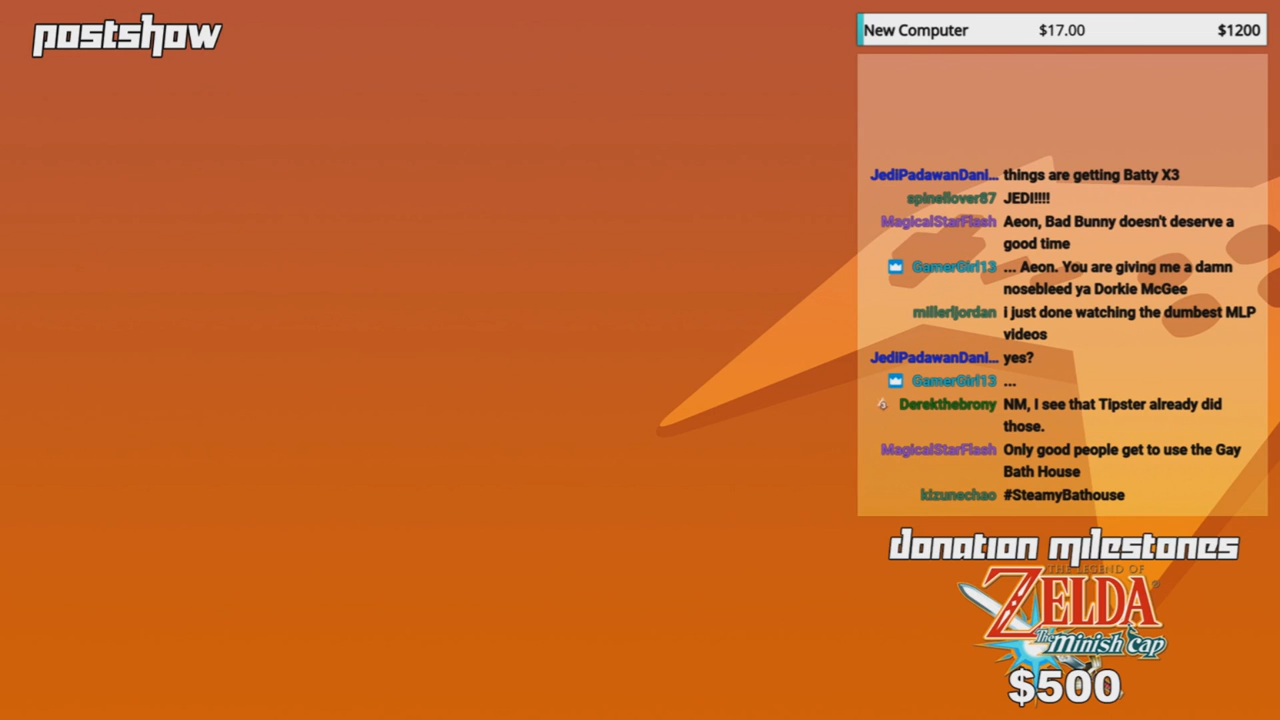 postshow
New Computer $17.00 $1200
JediPadawanDani... things are getting Batty X3
spinellover87 JEDI!!!!
MagicalStarFlash Aeon, Bad Bunny doesn't deserve a
good time
GamerGirl13 ... Aeon. You are giving me a damn
nosebleed ya Dorkie McGee
millerljordan i just done watching the dumbest MLP
videos
JediPadawanDani... yes?
GamerGirl13 ...
Derekthebrony NM, I see that Tipster already did
those.
MagicalStarFlash Only good people get to use the Gay
Bath House
kizunechao #SteamyBathouse
donation milestones
THE LEGEND OF
ZELDA
The Minish Cap
$500